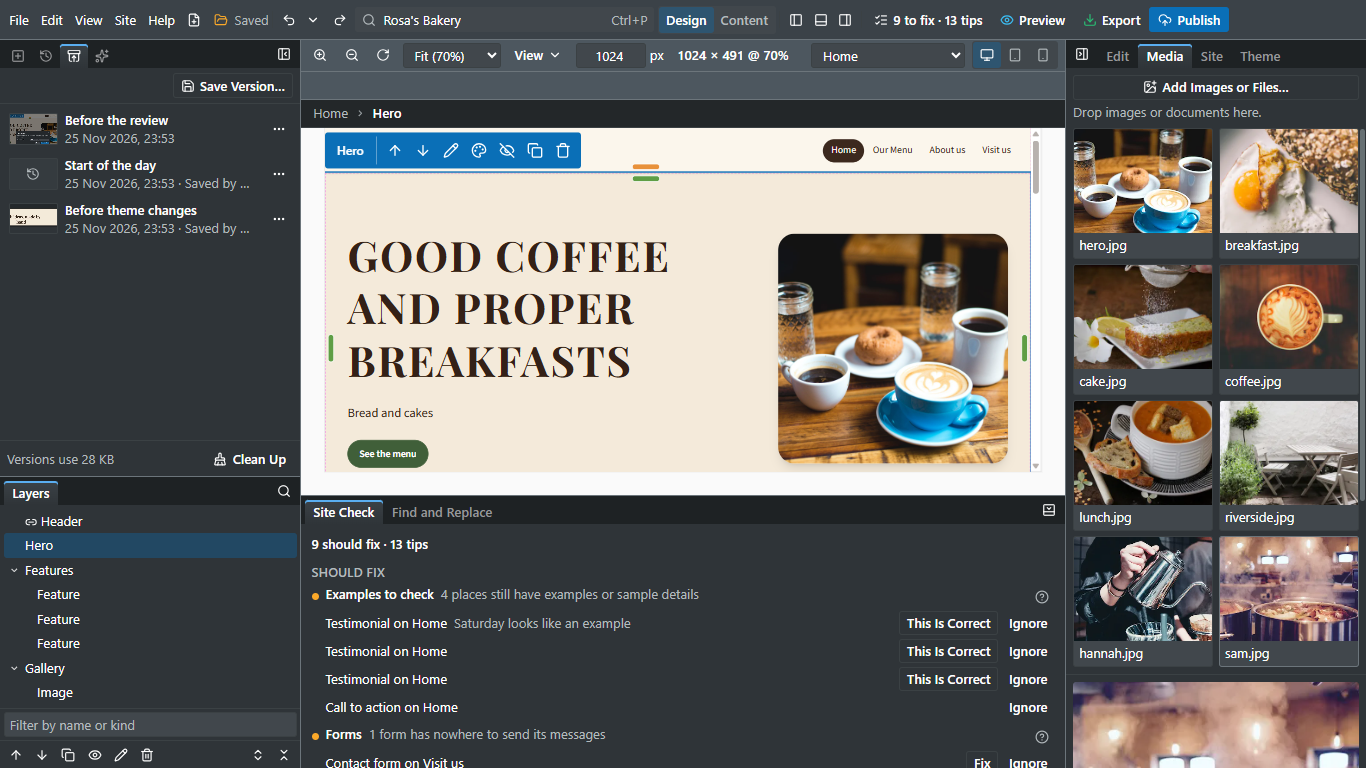 File Edit View Site Help Saved Rosa's Bakery Ctrl+P Design Content 9 to fix · 13 tips Preview Export Publish
Save Version...
Before the review
25 Nov 2026, 23:53
Start of the day
25 Nov 2026, 23:53 · Saved by ...
Before theme changes
25 Nov 2026, 23:53 · Saved by ...
Versions use 28 KB Clean Up
Layers
Header
Hero
Features
Feature
Feature
Feature
Gallery
Image
Filter by name or kind
Fit (70%) View 1024 px 1024 × 491 @ 70% Home
Home Hero
Hero
Home Our Menu About us Visit us
GOOD COFFEE
AND PROPER
BREAKFASTS
Bread and cakes
See the menu
Site Check Find and Replace
9 should fix · 13 tips
SHOULD FIX
Examples to check 4 places still have examples or sample details
Testimonial on Home Saturday looks like an example This Is Correct Ignore
Testimonial on Home This Is Correct Ignore
Testimonial on Home This Is Correct Ignore
Call to action on Home Ignore
Forms 1 form has nowhere to send its messages
Contact form on Visit us Fix Ignore
Edit Media Site Theme
Add Images or Files...
Drop images or documents here.
hero.jpg breakfast.jpg
cake.jpg coffee.jpg
lunch.jpg riverside.jpg
hannah.jpg sam.jpg